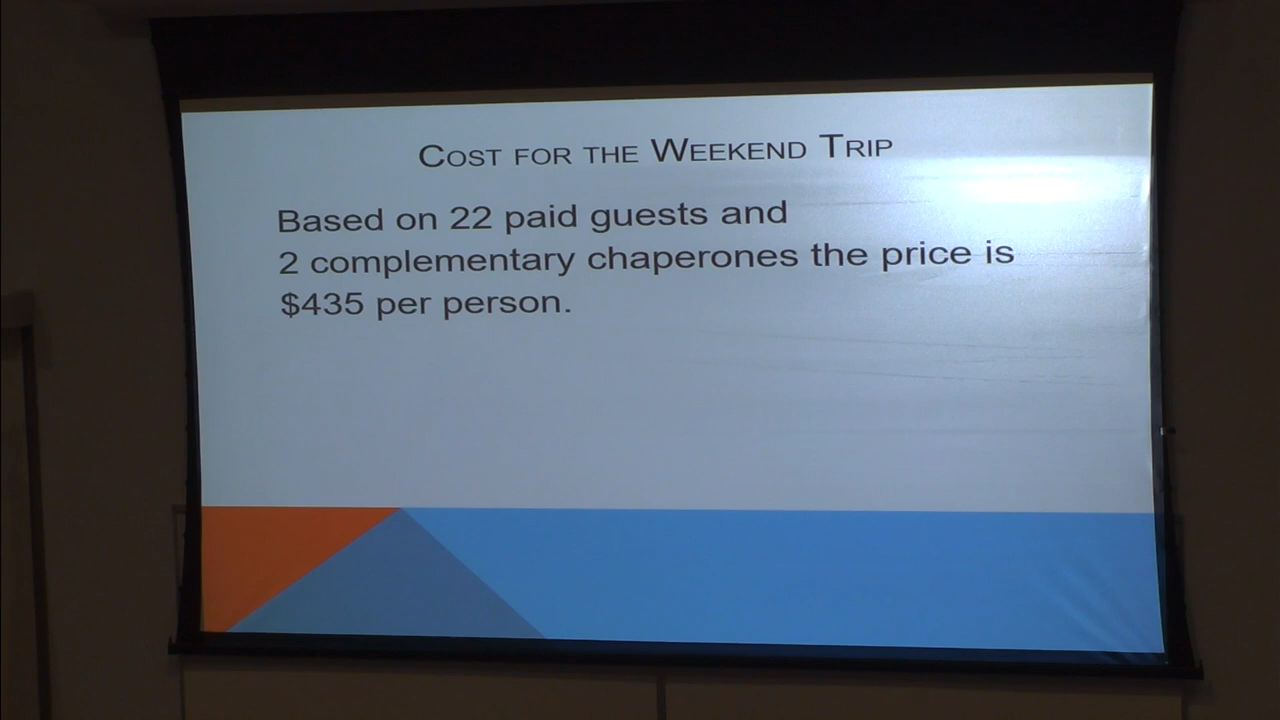 Cost for the Weekend Trip
Based on 22 paid guests and
2 complementary chaperones the price is
$435 per person.